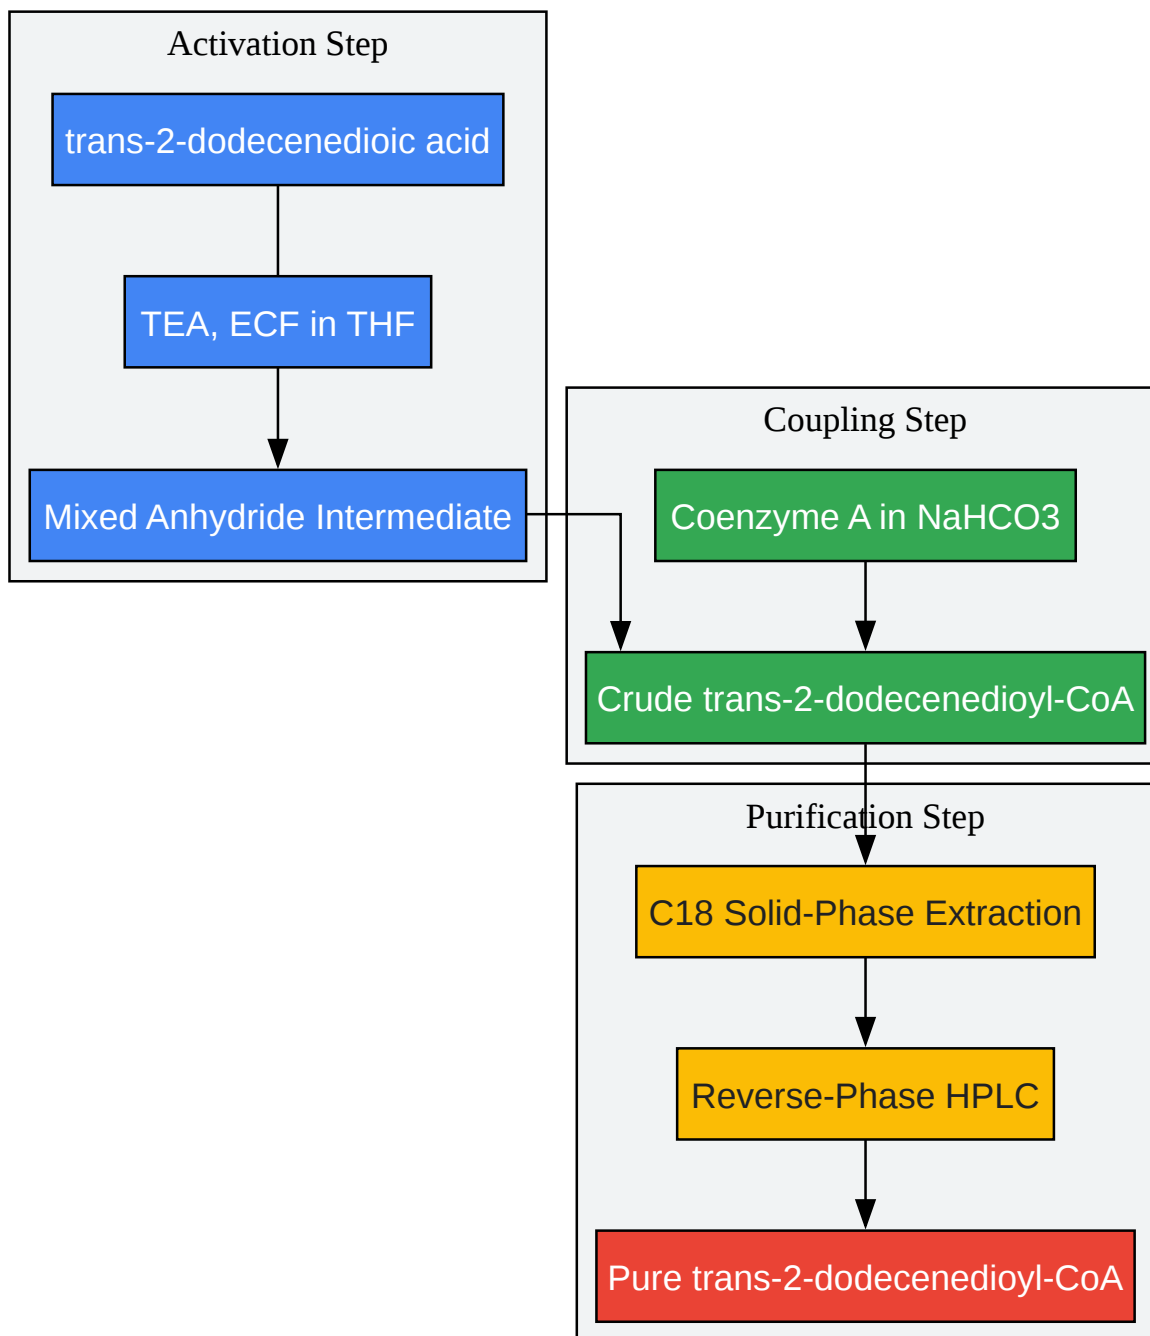 Activation Step
trans-2-dodecenedioic acid
TEA, ECF in THF
Mixed Anhydride Intermediate
Coupling Step
Coenzyme A in NaHCO3
Crude trans-2-dodecenedioyl-CoA
Purification Step
C18 Solid-Phase Extraction
Reverse-Phase HPLC
Pure trans-2-dodecenedioyl-CoA